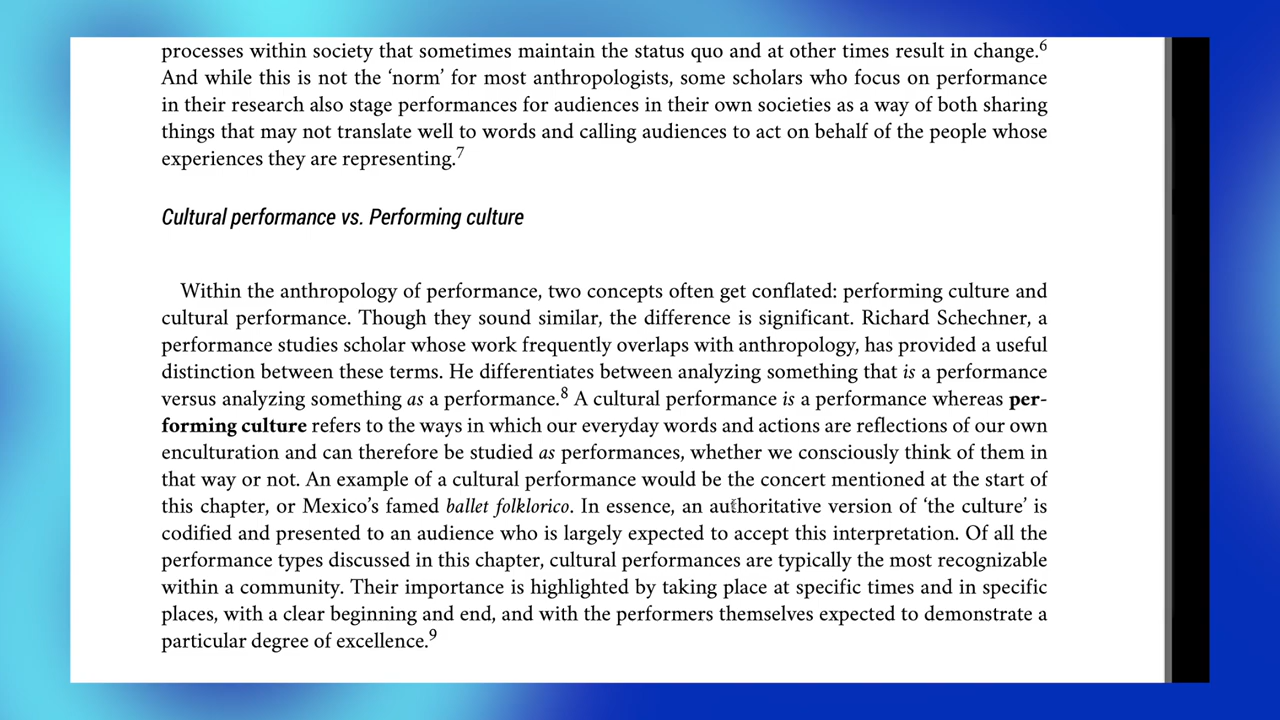 processes within society that sometimes maintain the status quo and at other times result in change.6
And while this is not the ‘norm’ for most anthropologists, some scholars who focus on performance
in their research also stage performances for audiences in their own societies as a way of both sharing
things that may not translate well to words and calling audiences to act on behalf of the people whose
experiences they are representing.7
Cultural performance vs. Performing culture
Within the anthropology of performance, two concepts often get conflated: performing culture and
cultural performance. Though they sound similar, the difference is significant. Richard Schechner, a
performance studies scholar whose work frequently overlaps with anthropology, has provided a useful
distinction between these terms. He differentiates between analyzing something that is a performance
versus analyzing something as a performance.8 A cultural performance is a performance whereas per-
forming culture refers to the ways in which our everyday words and actions are reflections of our own
enculturation and can therefore be studied as performances, whether we consciously think of them in
that way or not. An example of a cultural performance would be the concert mentioned at the start of
this chapter, or Mexico’s famed ballet folklorico. In essence, an authoritative version of ‘the culture’ is
codified and presented to an audience who is largely expected to accept this interpretation. Of all the
performance types discussed in this chapter, cultural performances are typically the most recognizable
within a community. Their importance is highlighted by taking place at specific times and in specific
places, with a clear beginning and end, and with the performers themselves expected to demonstrate a
particular degree of excellence.9